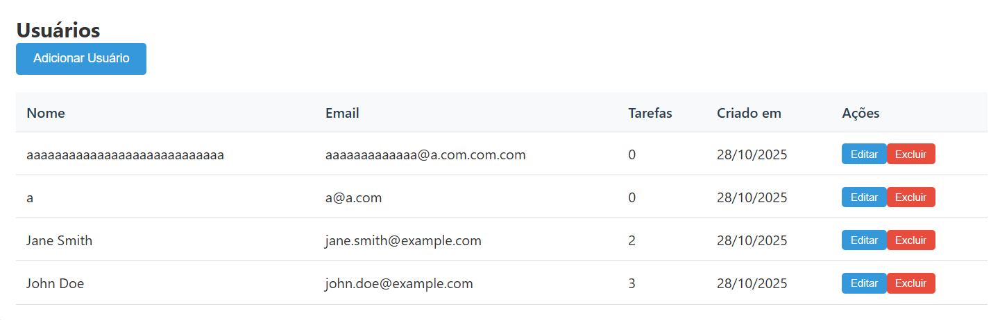 Usuários
Adicionar Usuário
Nome Email Tarefas Criado em Ações
aaaaaaaaaaaaaaaaaaaaaaaaaaaa aaaaaaaaaaaaa@a.com.com.com 0 28/10/2025 Editar Excluir
a a@a.com 0 28/10/2025 Editar Excluir
Jane Smith jane.smith@example.com 2 28/10/2025 Editar Excluir
John Doe john.doe@example.com 3 28/10/2025 Editar Excluir